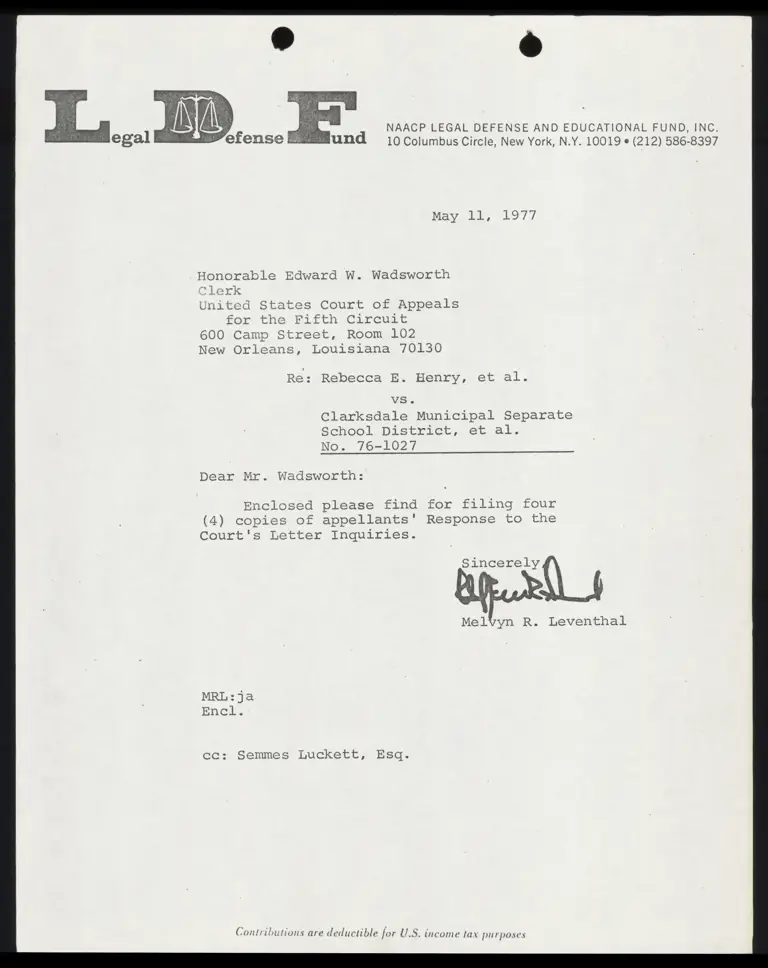 Legal Defense Fund
NAACP LEGAL DEFENSE AND EDUCATIONAL FUND, INC.
10 Columbus Circle, New York, N.Y. 10019 • (212) 586-8397
May 11, 1977
Honorable Edward W. Wadsworth
Clerk
United States Court of Appeals
for the Fifth Circuit
600 Camp Street, Room 102
New Orleans, Louisiana 70130
Re: Rebecca E. Henry, et al.
vs.
Clarksdale Municipal Separate
School District, et al.
No. 76-1027
Dear Mr. Wadsworth:
Enclosed please find for filing four
(4) copies of appellants' Response to the
Court's Letter Inquiries.
Sincerely,
Melvyn R. Leventhal
MRL:ja
Encl.
cc: Semmes Luckett, Esq.
Contributions are deductible for U.S. income tax purposes